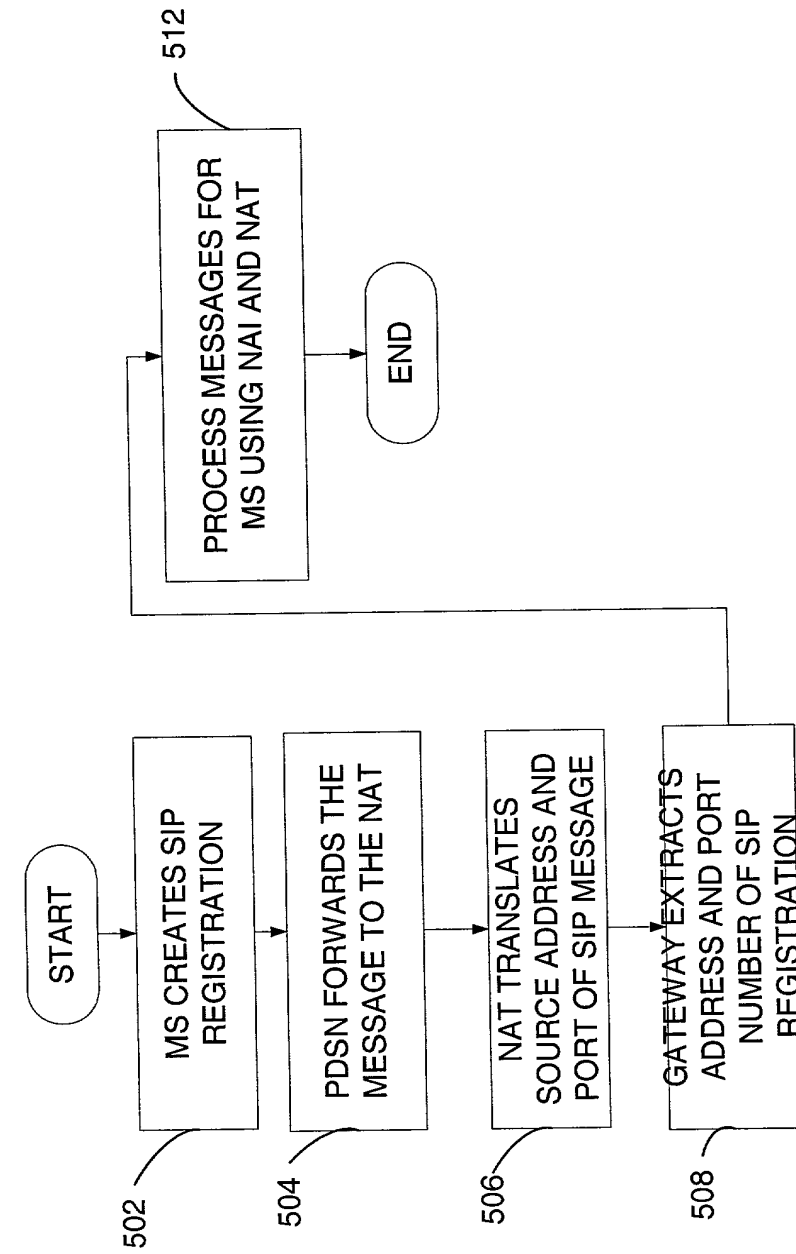 START
502
MS CREATES SIP
REGISTRATION
504
PDSN FORWARDS THE
MESSAGE TO THE NAT
506
NAT TRANSLATES
SOURCE ADDRESS AND
PORT OF SIP MESSAGE
508
GATEWAY EXTRACTS
ADDRESS AND PORT
NUMBER OF SIP
REGISTRATION
512
PROCESS MESSAGES FOR
MS USING NAI AND NAT
END